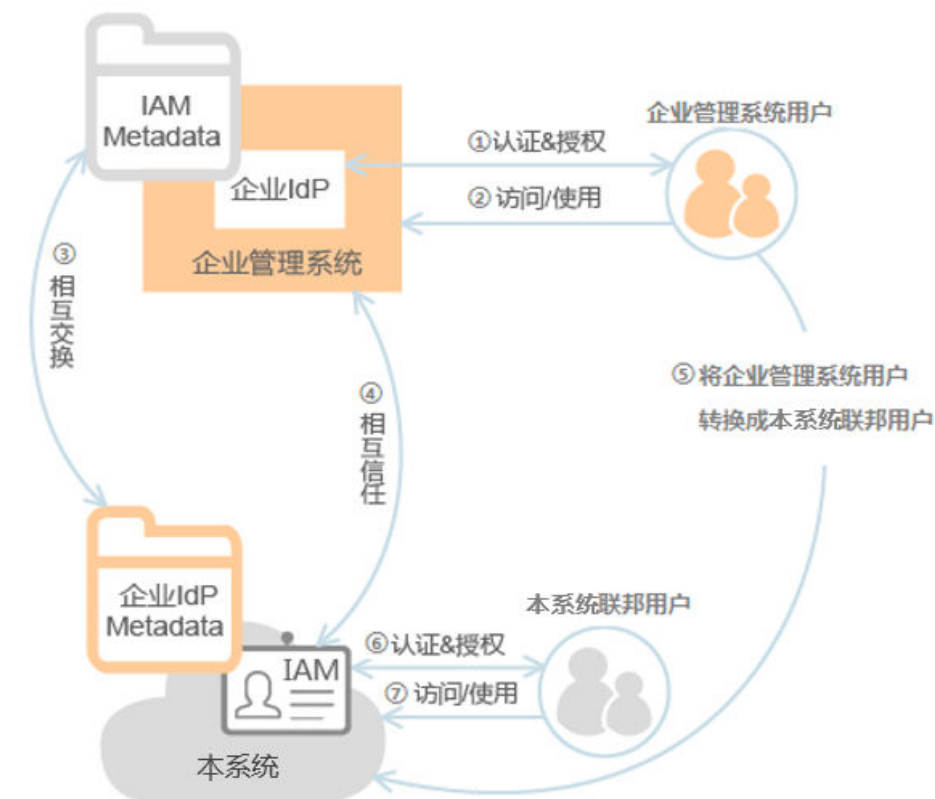 IAM
Metadata
企业IdP
企业管理系统
企业管理系统用户
①认证&授权
②访问/使用
③
相互交换
④
相互信任
⑤将企业管理系统用户
转换成本系统联邦用户
企业IdP
Metadata
IAM
本系统
本系统联邦用户
⑥认证&授权
⑦访问/使用